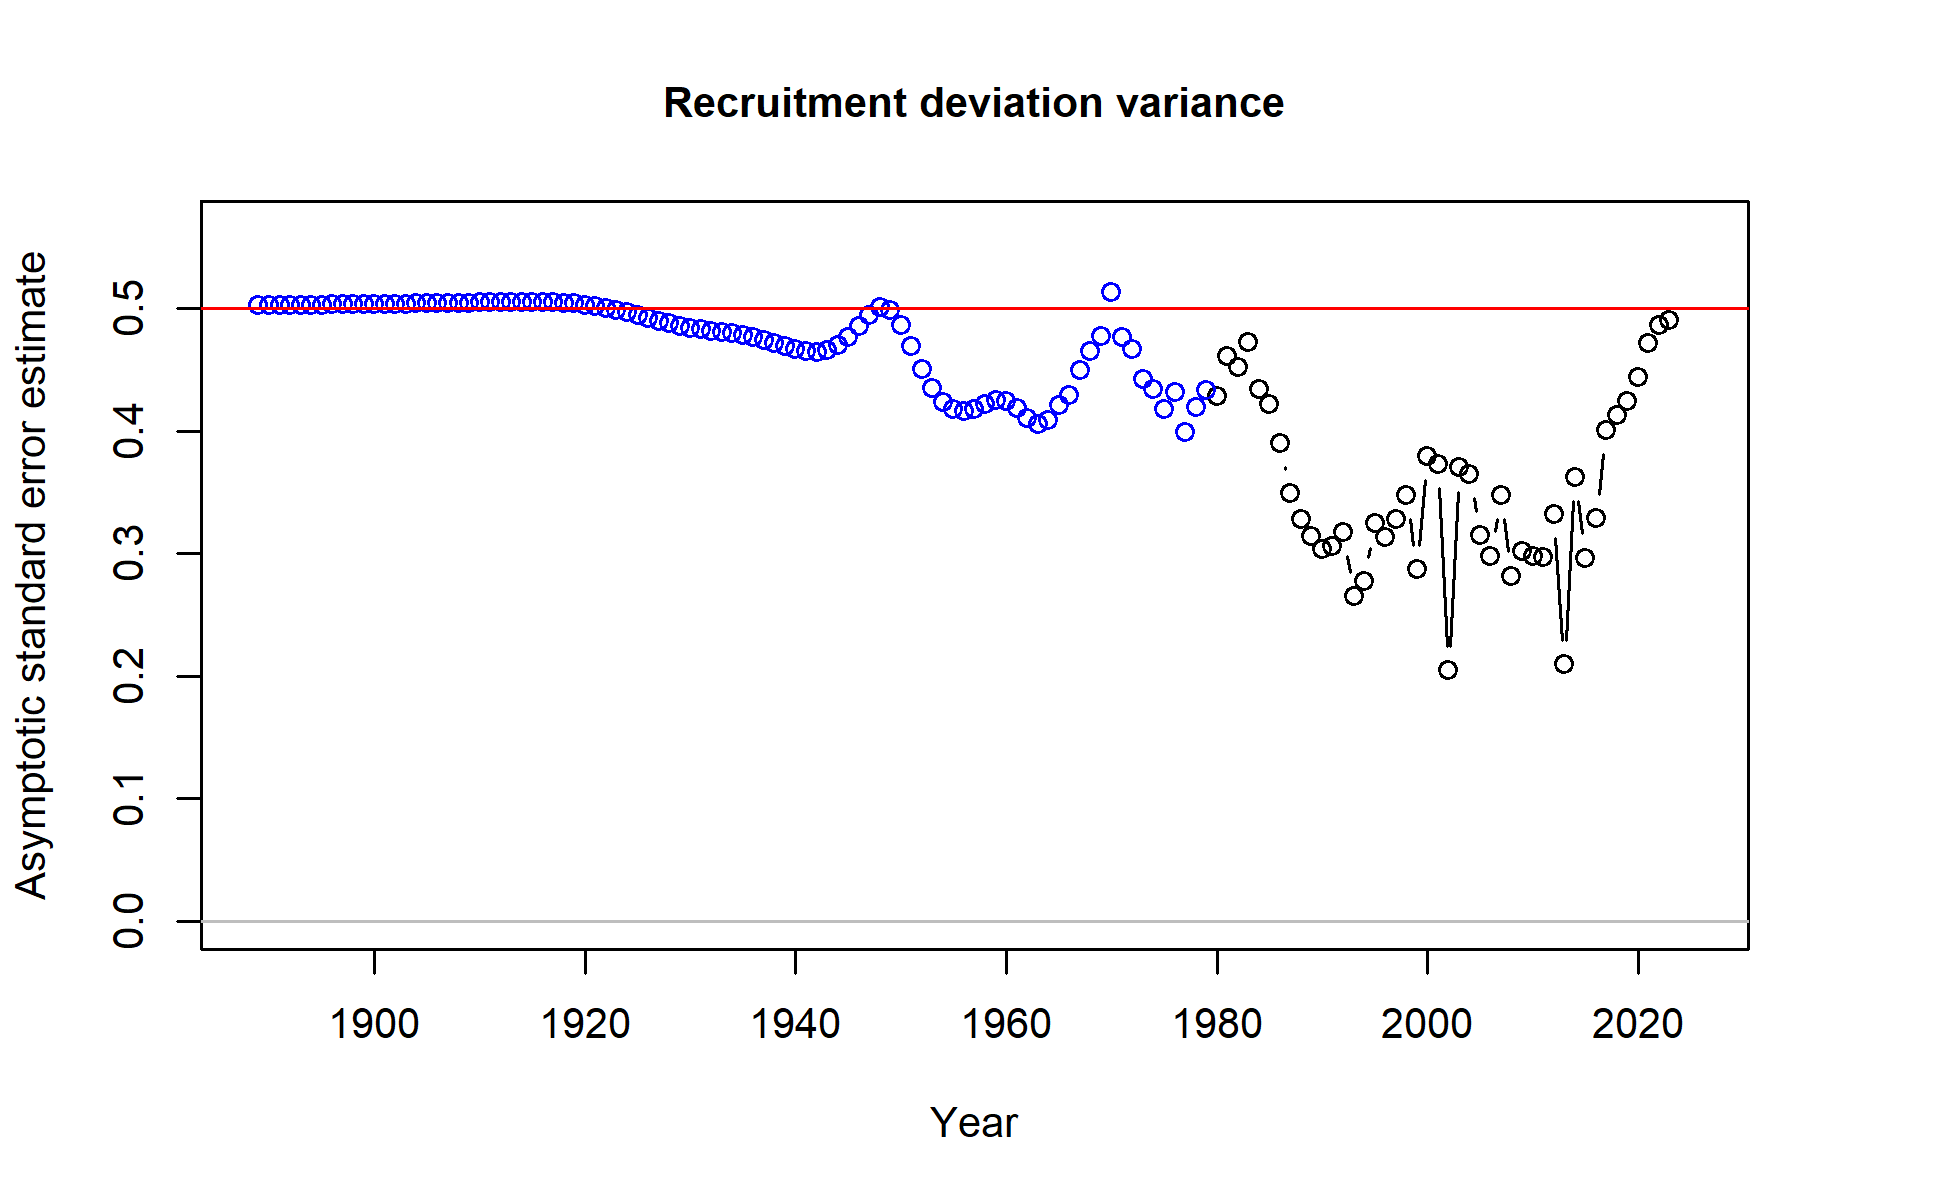 Recruitment deviation variance
Asymptotic standard error estimate
0.5
0.4
0.3
0.2
0.1
0.0
1900 1920 1940 1960 1980 2000 2020
Year